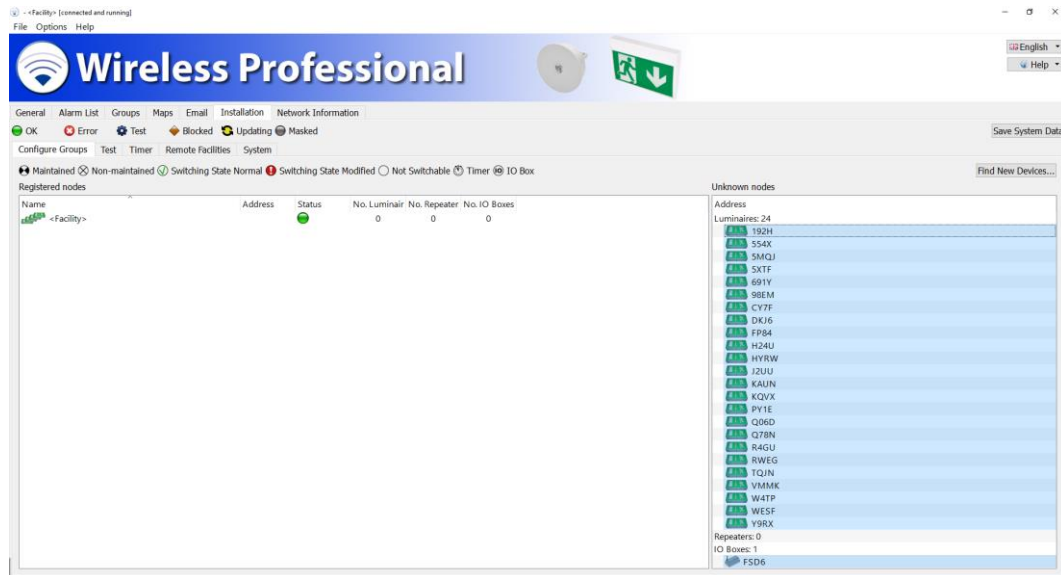 - <Facility> [connected and running]
File Options Help
Wireless Professional
English
Help
General Alarm List Groups Maps Email Installation Network Information
OK Error Test Blocked Updating Masked
Save System Data
Configure Groups Test Timer Remote Facilities System
Maintained Non-maintained Switching State Normal Switching State Modified Not Switchable Timer IO Box
Find New Devices...
Registered nodes
Unknown nodes
Name Address Status No. Luminair No. Repeater No. IO Boxes
<Facility> 0 0 0
Address
Luminaires: 24
192H
554X
5MQJ
5XTF
691Y
98EM
CY7F
DKJ6
FP84
H24U
HYRW
J2UU
KAUN
KQVX
PY1E
Q06D
Q78N
R4GU
RWEG
TQJN
VMMK
W4TP
WESF
Y9RX
Repeaters: 0
IO Boxes: 1
FSD6